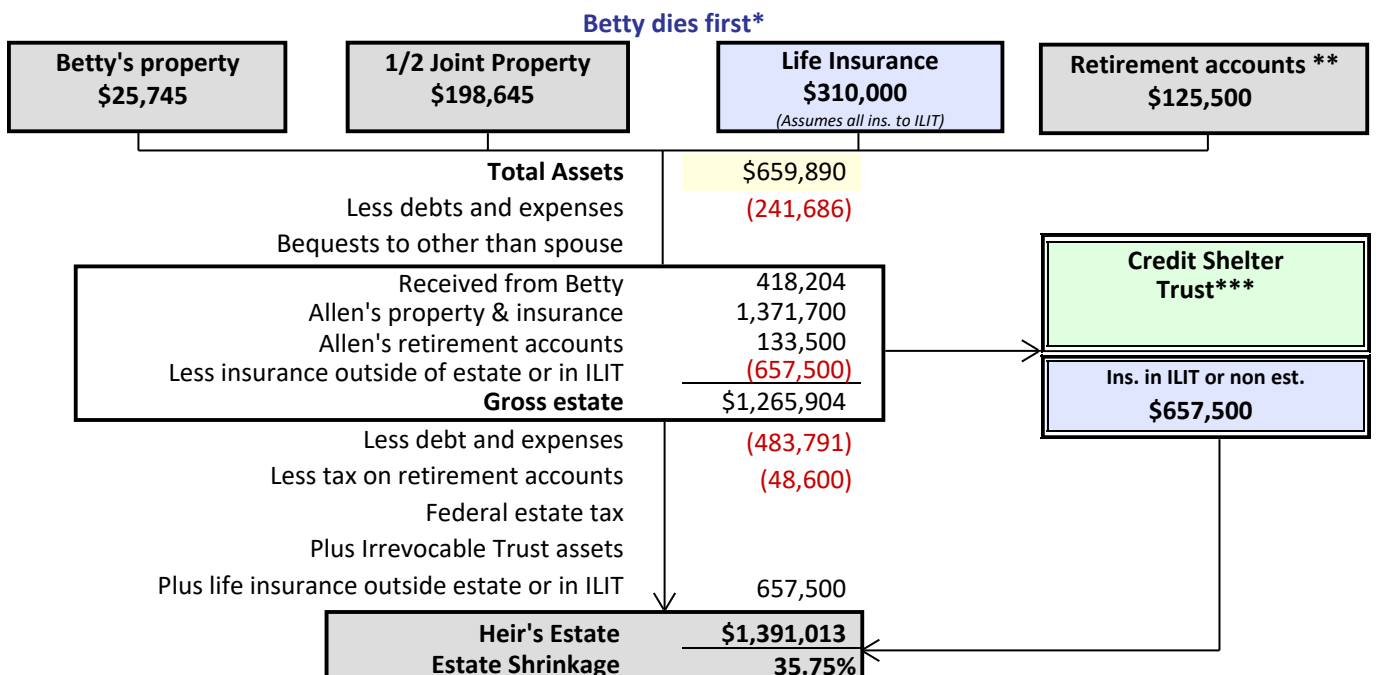 Betty dies first*
Betty's property
$25,745
1/2 Joint Property
$198,645
Life Insurance
$310,000
(Assumes all ins. to ILIT)
Retirement accounts **
$125,500
Total Assets $659,890
Less debts and expenses (241,686)
Bequests to other than spouse
Received from Betty 418,204
Allen's property & insurance 1,371,700
Allen's retirement accounts 133,500
Less insurance outside of estate or in ILIT (657,500)
Gross estate $1,265,904
Credit Shelter
Trust***
Ins. in ILIT or non est.
$657,500
Less debt and expenses (483,791)
Less tax on retirement accounts (48,600)
Federal estate tax
Plus Irrevocable Trust assets
Plus life insurance outside estate or in ILIT 657,500
Heir's Estate $1,391,013
Estate Shrinkage 35.75%